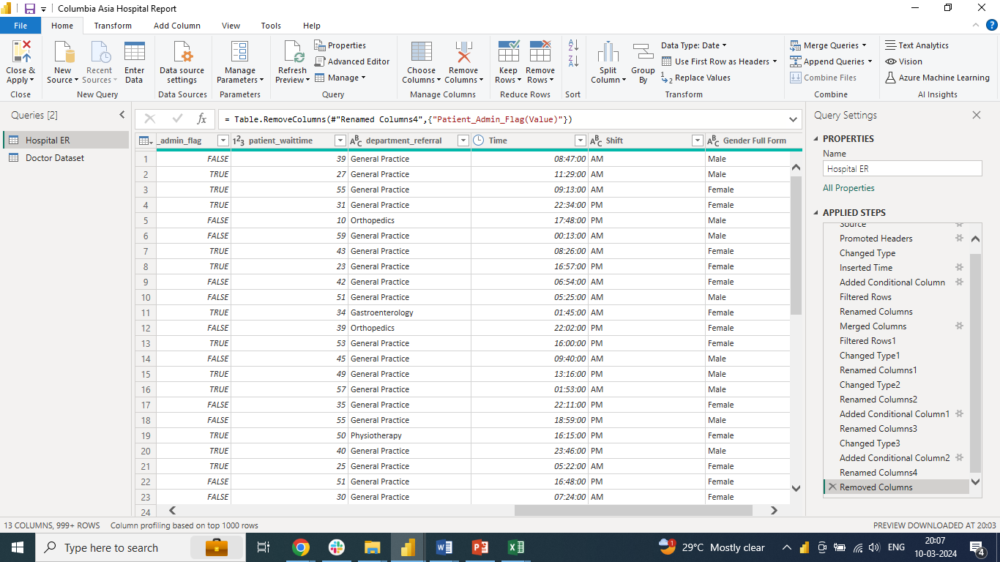 Columbia Asia Hospital Report
File Home Transform Add Column View Tools Help
Close & Apply
Close
New Source
Recent Sources
Enter Data
New Query
Data source settings
Data Sources
Manage Parameters
Parameters
Refresh Preview
Properties
Advanced Editor
Manage
Query
Choose Columns
Remove Columns
Manage Columns
Keep Rows
Remove Rows
Reduce Rows
Sort
Split Column
Group By
Data Type: Date
Use First Row as Headers
Replace Values
Transform
Merge Queries
Append Queries
Combine Files
Combine
Text Analytics
Vision
Azure Machine Learning
AI Insights
Queries [2]
Hospital ER
Doctor Dataset
fx = Table.RemoveColumns(#"Renamed Columns4",{"Patient_Admin_Flag(Value)"})
_admin_flag 123 patient_waittime ABC department_referral Time ABC Shift ABC Gender Full Form
1 FALSE 39 General Practice 08:47:00 AM Male
2 TRUE 27 General Practice 11:29:00 AM Male
3 TRUE 55 General Practice 09:13:00 AM Female
4 TRUE 31 General Practice 22:34:00 PM Female
5 FALSE 10 Orthopedics 17:48:00 PM Male
6 FALSE 59 General Practice 00:13:00 AM Male
7 TRUE 43 General Practice 08:26:00 AM Female
8 TRUE 23 General Practice 16:57:00 PM Female
9 FALSE 42 General Practice 06:54:00 AM Female
10 FALSE 51 General Practice 05:25:00 AM Male
11 TRUE 34 Gastroenterology 01:45:00 AM Female
12 FALSE 39 Orthopedics 22:02:00 PM Female
13 TRUE 53 General Practice 16:00:00 PM Female
14 FALSE 45 General Practice 09:40:00 AM Male
15 TRUE 49 General Practice 13:16:00 PM Male
16 TRUE 57 General Practice 01:53:00 AM Male
17 FALSE 35 General Practice 22:11:00 PM Female
18 FALSE 55 General Practice 18:59:00 PM Male
19 TRUE 50 Physiotherapy 16:15:00 PM Female
20 TRUE 40 General Practice 23:46:00 PM Male
21 TRUE 25 General Practice 05:22:00 AM Female
22 FALSE 51 General Practice 16:48:00 PM Female
23 FALSE 30 General Practice 07:24:00 AM Female
24
Query Settings
PROPERTIES
Name
Hospital ER
All Properties
APPLIED STEPS
Source
Promoted Headers
Changed Type
Inserted Time
Added Conditional Column
Filtered Rows
Renamed Columns
Merged Columns
Filtered Rows1
Changed Type1
Renamed Columns1
Changed Type2
Renamed Columns2
Added Conditional Column1
Renamed Columns3
Changed Type3
Added Conditional Column2
Renamed Columns4
Removed Columns
13 COLUMNS, 999+ ROWS Column profiling based on top 1000 rows PREVIEW DOWNLOADED AT 20:03
Type here to search 1 29°C Mostly clear ENG 20:07
10-03-2024 4